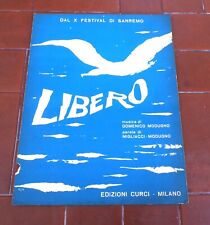 DAL X FESTIVAL DI SANREMO
LIBERO
musica di
DOMENICO MODUGNO
parole di
MIGLIACCI - MODUGNO
EDIZIONI CURCI - MILANO